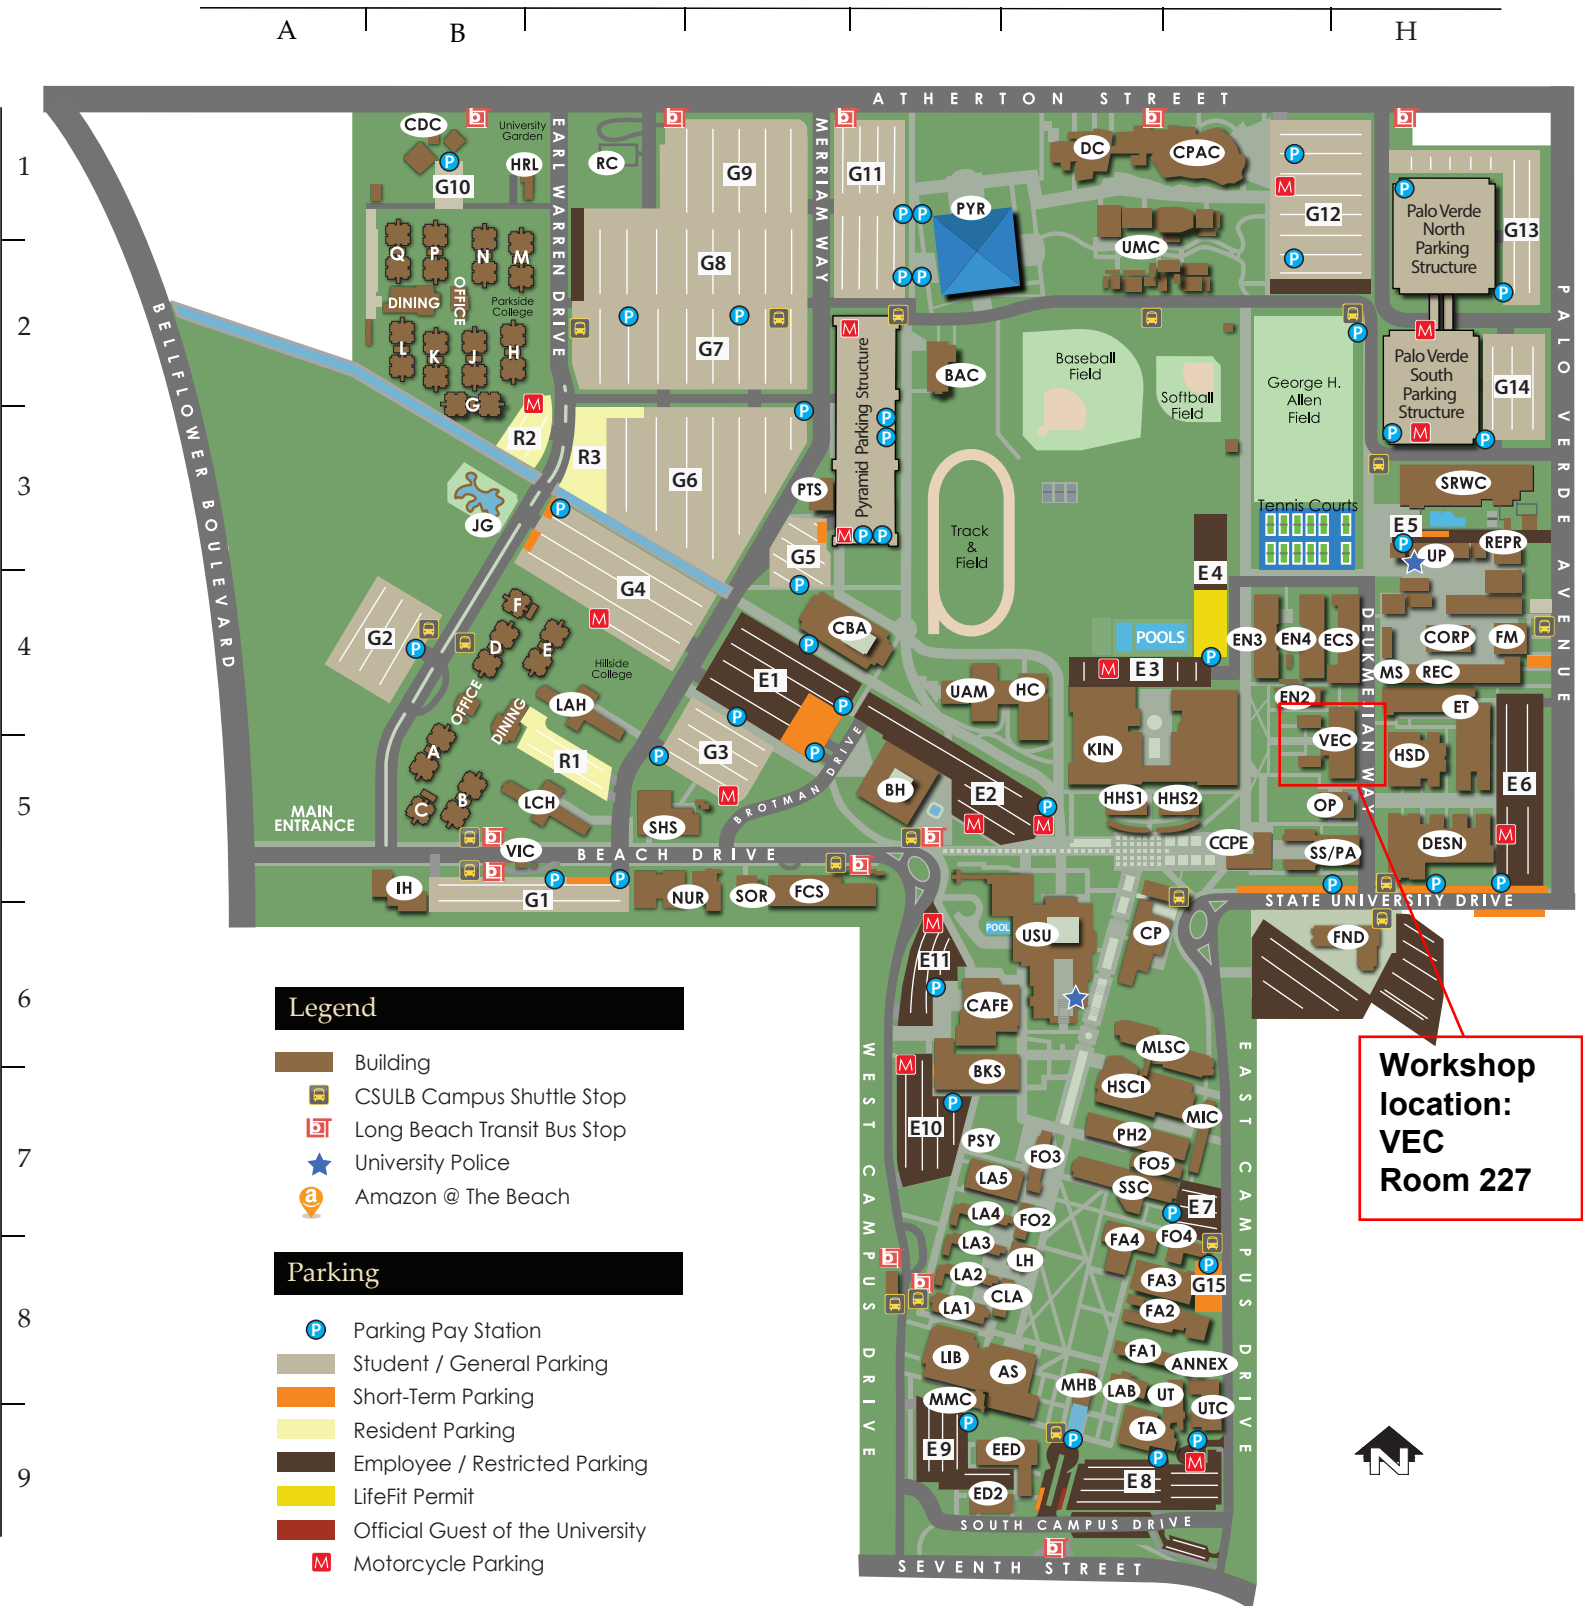 A
B
H
ATHERTON STREET
1
CDC
University
Garden
EARL WARREN DRIVE
MERRIAM WAY
DC
CPAC
HRL
RC
G9
G11
G10
PYR
G12
Palo Verde
North
Parking
Structure
G13
Q
P
N
M
G8
UMC
DINING
OFFICE
Parkside
College
BELLFLOWER BOULEVARD
PALO VERDE AVENUE
2
L
K
J
H
G7
BAC
Baseball
Field
Softball
Field
George H.
Allen
Field
Palo Verde
South
Parking
Structure
G14
G
R2
R3
Pyramid Parking Structure
3
G6
PTS
SRWC
JG
Tennis Courts
Track
&
Field
E5
UP
REPR
G5
E4
G4
F
4
G2
D
E
CBA
POOLS
EN3
EN4
ECS
DEUKMEJIAN WAY
CORP
FM
Hillside
College
E1
UAM
HC
E3
MS
REC
OFFICE
DINING
LAH
EN2
ET
A
R1
G3
BROTMAN DRIVE
KIN
VEC
HSD
B
C
LCH
BH
E2
HHS1
HHS2
OP
E6
5
MAIN
ENTRANCE
SHS
CCPE
SS/PA
DESN
VIC
BEACH DRIVE
IH
G1
NUR
SOR
FCS
STATE UNIVERSITY DRIVE
POOL
USU
CP
FND
E11
6
Legend
CAFE
Building
CSULB Campus Shuttle Stop
Long Beach Transit Bus Stop
University Police
Amazon @ The Beach
WEST CAMPUS DRIVE
EAST CAMPUS DRIVE
MLSC
BKS
HSCI
Workshop
location:
VEC
Room 227
MIC
E10
PSY
PH2
7
FO3
FO5
LA5
SSC
E7
LA4
FO2
LA3
FA4
FO4
LH
Parking
LA2
FA3
G15
CLA
LA1
FA2
8
Parking Pay Station
Student / General Parking
Short-Term Parking
Resident Parking
Employee / Restricted Parking
LifeFit Permit
Official Guest of the University
Motorcycle Parking
LIB
AS
FA1
ANNEX
MHB
LAB
UT
MMC
UTC
TA
N
9
E9
EED
E8
ED2
SOUTH CAMPUS DRIVE
SEVENTH STREET